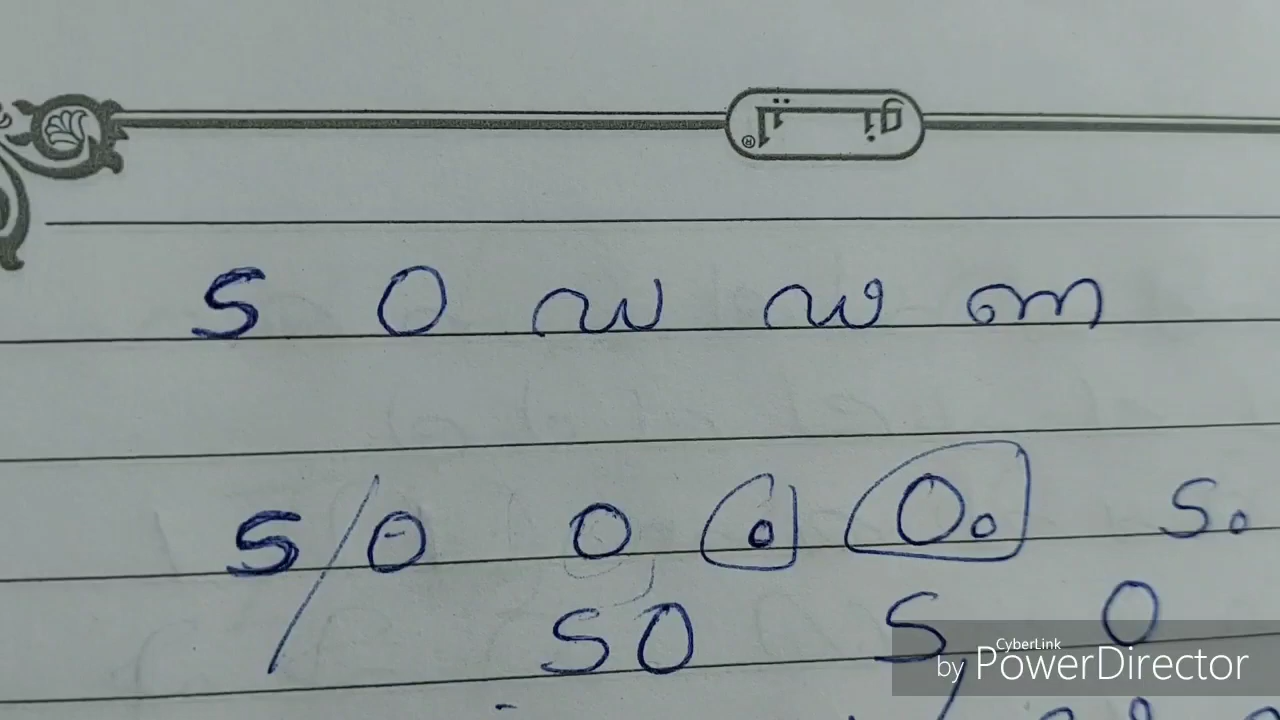 ട ഠ ഡ ഢ ണ
ട / ഠ ഠ ം ഠം ടം
ടഠ ട, ഠ
CyberLink
by PowerDirector